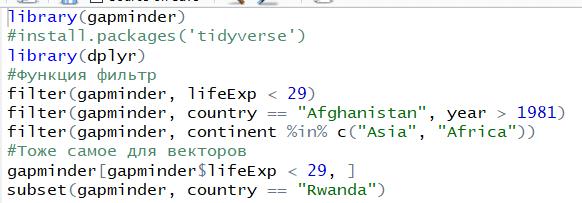 library(gapminder)
#install.packages('tidyverse')
library(dplyr)
#Функция фильтр
filter(gapminder, lifeExp < 29)
filter(gapminder, country == "Afghanistan", year > 1981)
filter(gapminder, continent %in% c("Asia", "Africa"))
#Тоже самое для векторов
gapminder[gapminder$lifeExp < 29, ]
subset(gapminder, country == "Rwanda")